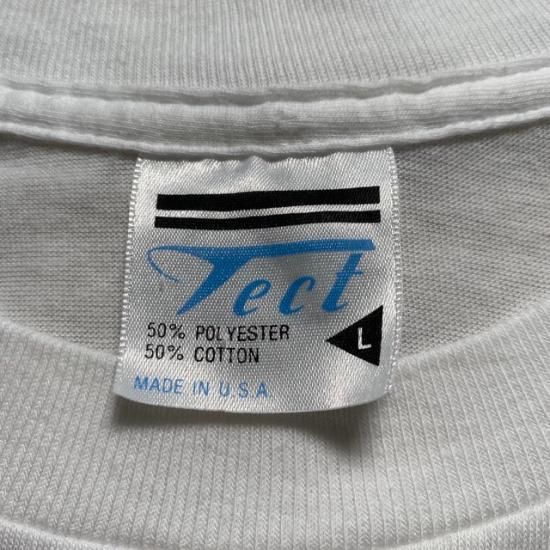 Tect
50% POLYESTER
50% COTTON
L
MADE IN U.S.A